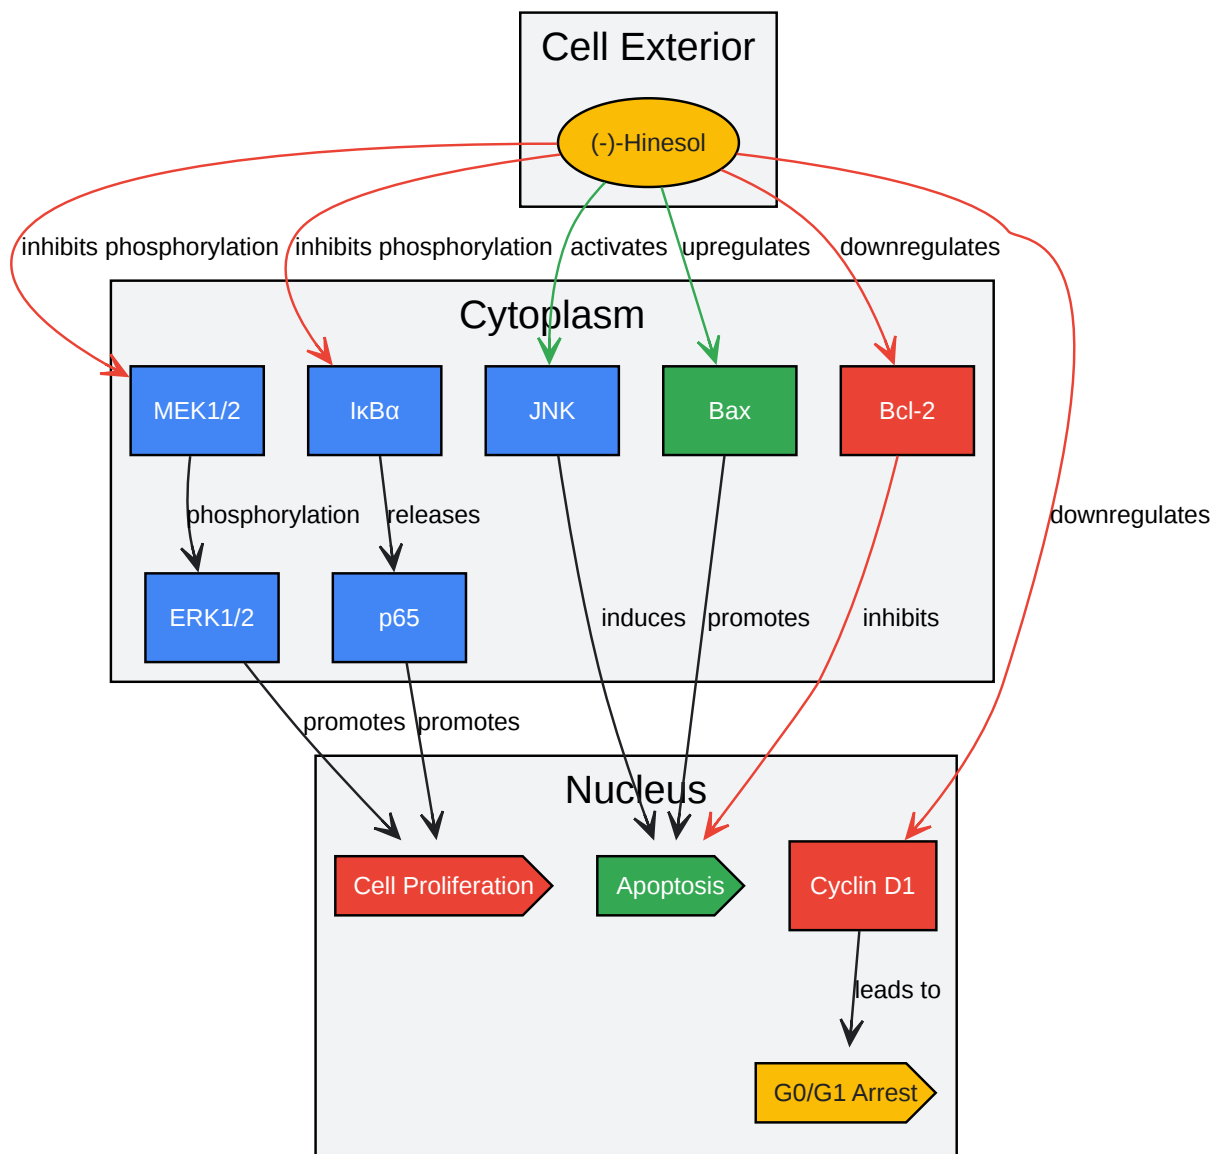 Cell Exterior
(-)-Hinesol
inhibits phosphorylation
inhibits phosphorylation
activates
upregulates
downregulates
Cytoplasm
MEK1/2
IκBα
JNK
Bax
Bcl-2
phosphorylation
releases
downregulates
ERK1/2
p65
induces
promotes
inhibits
promotes
promotes
Nucleus
Cell Proliferation
Apoptosis
Cyclin D1
leads to
G0/G1 Arrest